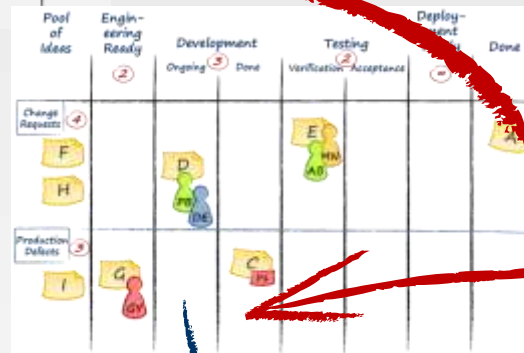 Pool
of
Ideas
Engin-
eering
Ready
2
Development
3
Ongoing
Done
Testing
2
Verification
Acceptance
Deploy-
∞
Done
Change
Requests
4
F
H
D
PB
DE
E
MN
AB
A
Production
Defects
3
I
G
GY
C